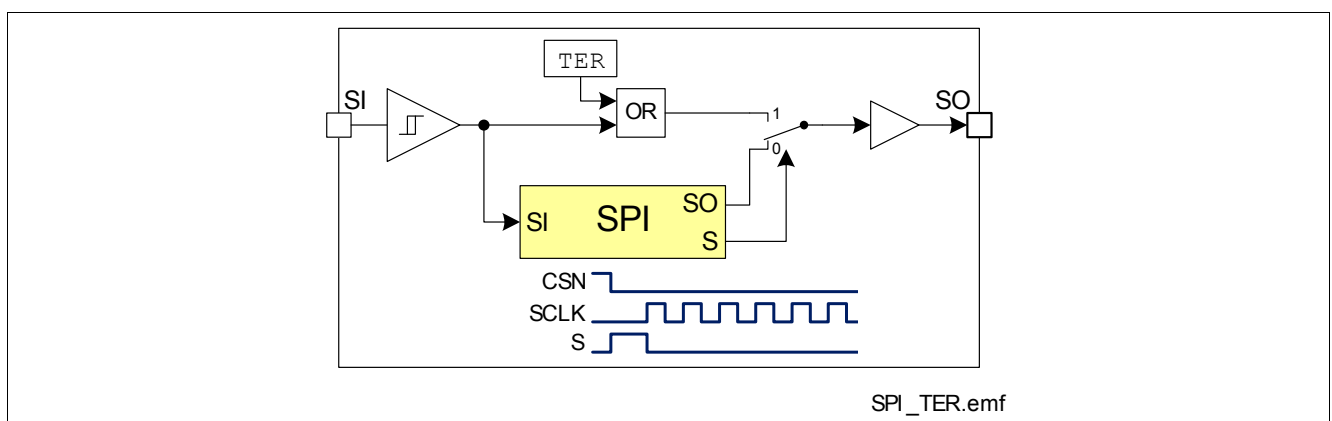 TER
SI
OR
1
SO
0
SI
SPI
SO
S
CSN
SCLK
S
SPI_TER.emf